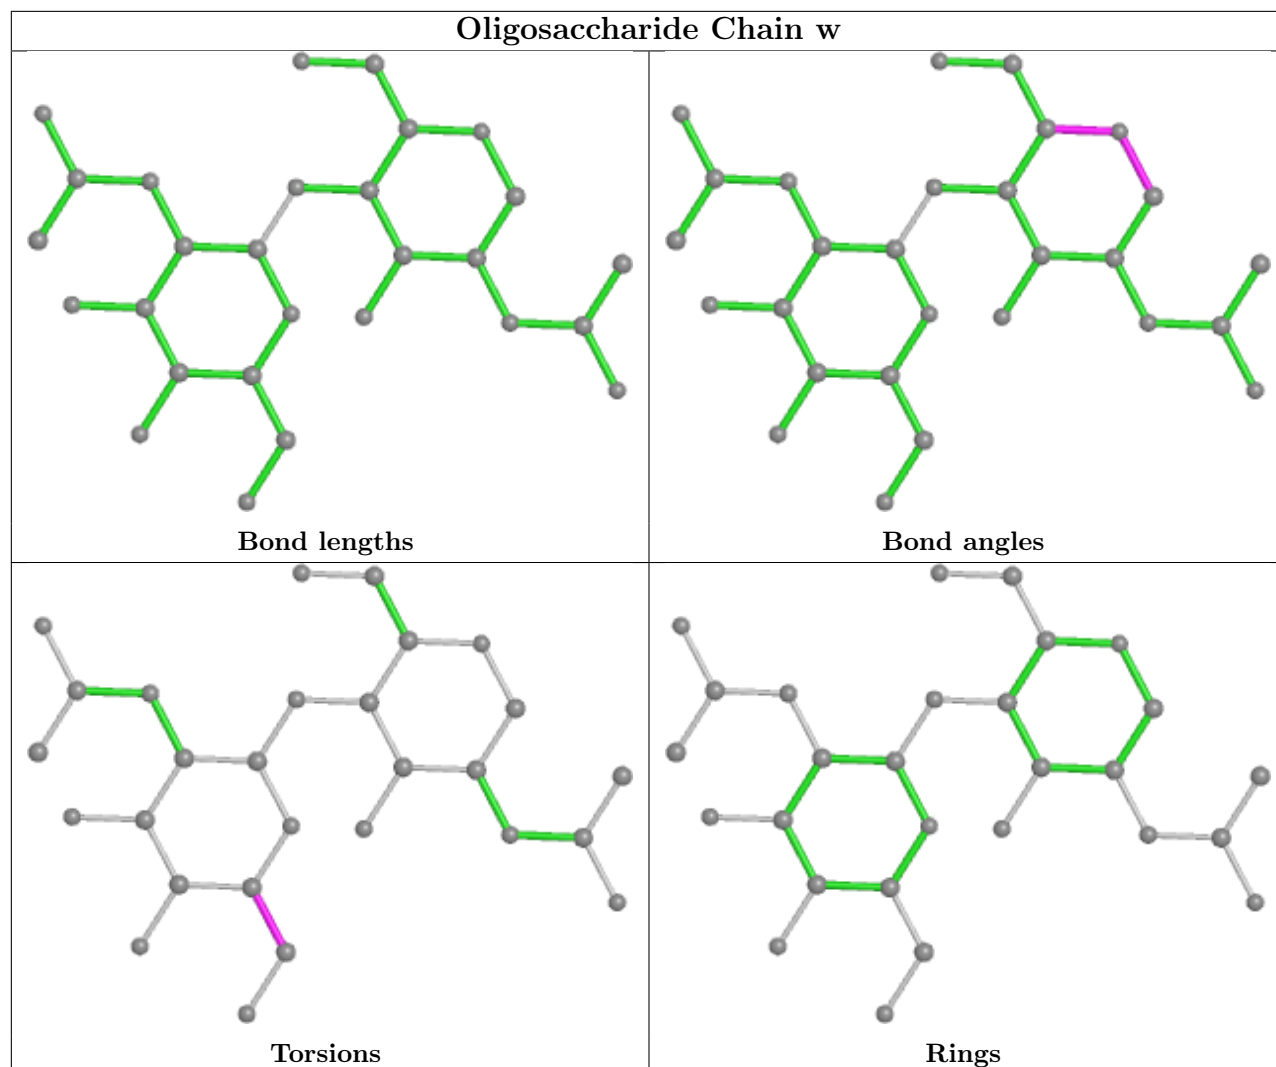 Oligosaccharide Chain w
Bond lengths
Bond angles
Torsions
Rings